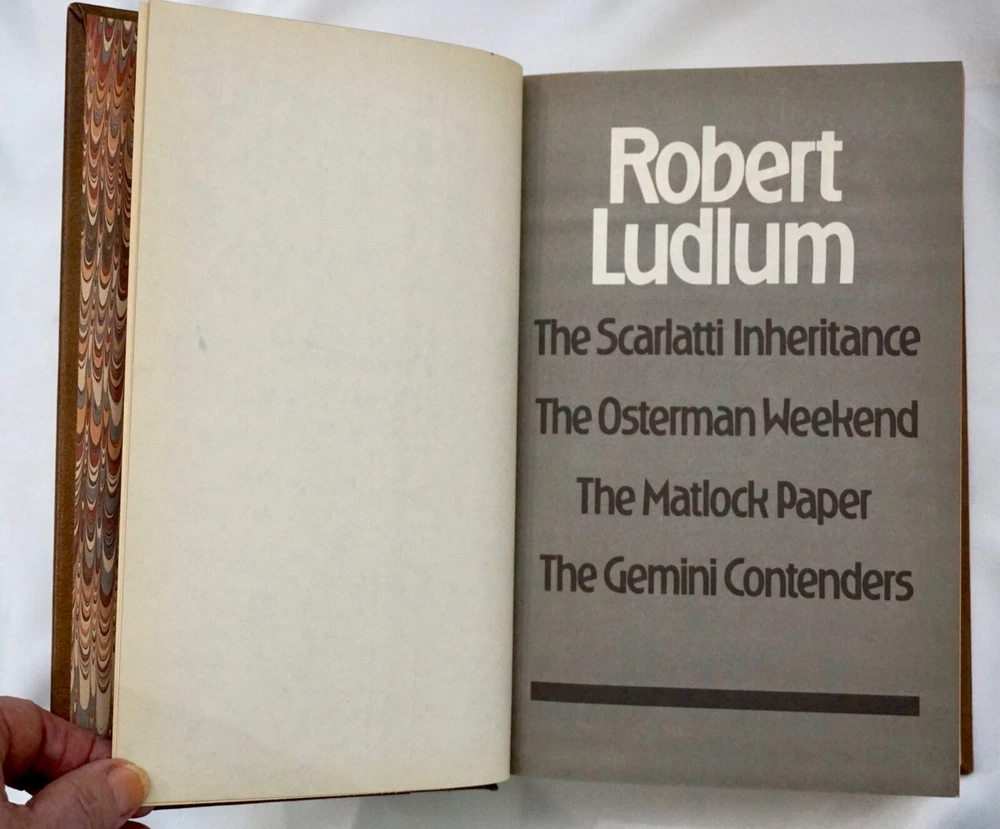 Robert
Ludlum
The Scarlatti Inheritance
The Osterman Weekend
The Matlock Paper
The Gemini Contenders